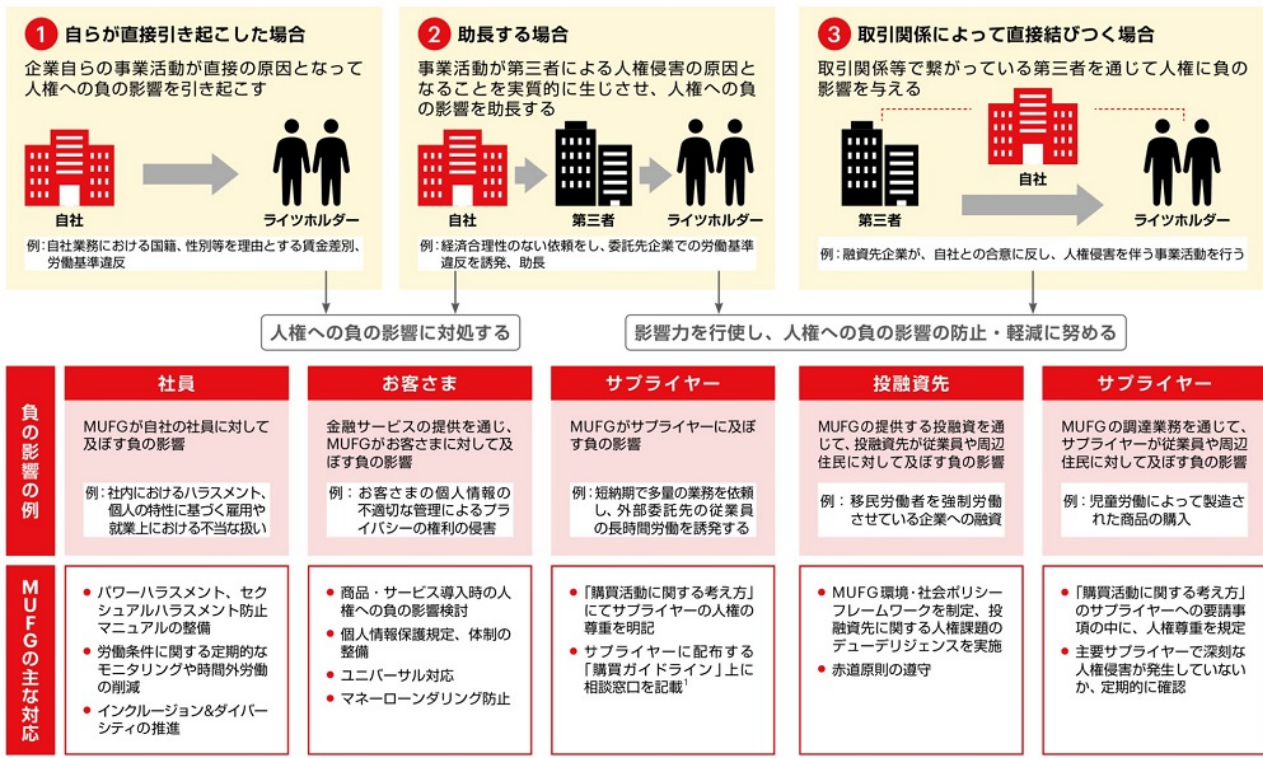 1 自らが直接引き起こした場合
企業自らの事業活動が直接の原因となって
人権への負の影響を引き起こす
自社
ライツホルダー
例：自社業務における国籍、性別等を理由とする賃金差別、
労働基準違反
2 助長する場合
事業活動が第三者による人権侵害の原因と
なることを実質的に生じさせ、人権への負
の影響を助長する
自社
第三者
ライツホルダー
例：経済合理性のない依頼をし、委託先企業での労働基準
違反を誘発、助長
3 取引関係によって直接結びつく場合
取引関係等で繋がっている第三者を通じて人権に負の
影響を与える
自社
第三者
ライツホルダー
例：融資先企業が、自社との合意に反し、人権侵害を伴う事業活動を行う
人権への負の影響に対処する
影響力を行使し、人権への負の影響の防止・軽減に努める
負の影響の例
社員
MUFGが自社の社員に対して
及ぼす負の影響
例：社内におけるハラスメント、
個人の特性に基づく雇用や
就業上における不当な扱い
お客さま
金融サービスの提供を通じ、
MUFGがお客さまに対して及
ぼす負の影響
例：お客さまの個人情報の
不適切な管理によるプラ
イバシーの権利の侵害
サプライヤー
MUFGがサプライヤーに及ぼ
す負の影響
例：短納期で多量の業務を依頼
し、外部委託先の従業員
の長時間労働を誘発する
投融資先
MUFGの提供する投融資を通
じて、投融資先が従業員や周辺
住民に対して及ぼす負の影響
例：移民労働者を強制労働
させている企業への融資
サプライヤー
MUFGの調達業務を通じて、
サプライヤーが従業員や周辺
住民に対して及ぼす負の影響
例：児童労働によって製造さ
れた商品の購入
MUFGの主な対応
● パワーハラスメント、セク
シュアルハラスメント防止
マニュアルの整備
● 労働条件に関する定期的な
モニタリングや時間外労働
の削減
● インクルージョン&ダイバー
シティの推進
● 商品・サービス導入時の人
権への負の影響検討
● 個人情報保護規定、体制の
整備
● ユニバーサル対応
● マネーローンダリング防止
● 「購買活動に関する考え方」
にてサプライヤーの人権の
尊重を明記
● サプライヤーに配布する
「購買ガイドライン」上に
相談窓口を記載1
● MUFG環境・社会ポリシー
フレームワークを制定、投
融資先に関する人権課題の
デューデリジェンスを実施
● 赤道原則の遵守
● 「購買活動に関する考え方」
のサプライヤーへの要請事
項の中に、人権尊重を規定
● 主要サプライヤーで深刻な
人権侵害が発生していない
か、定期的に確認